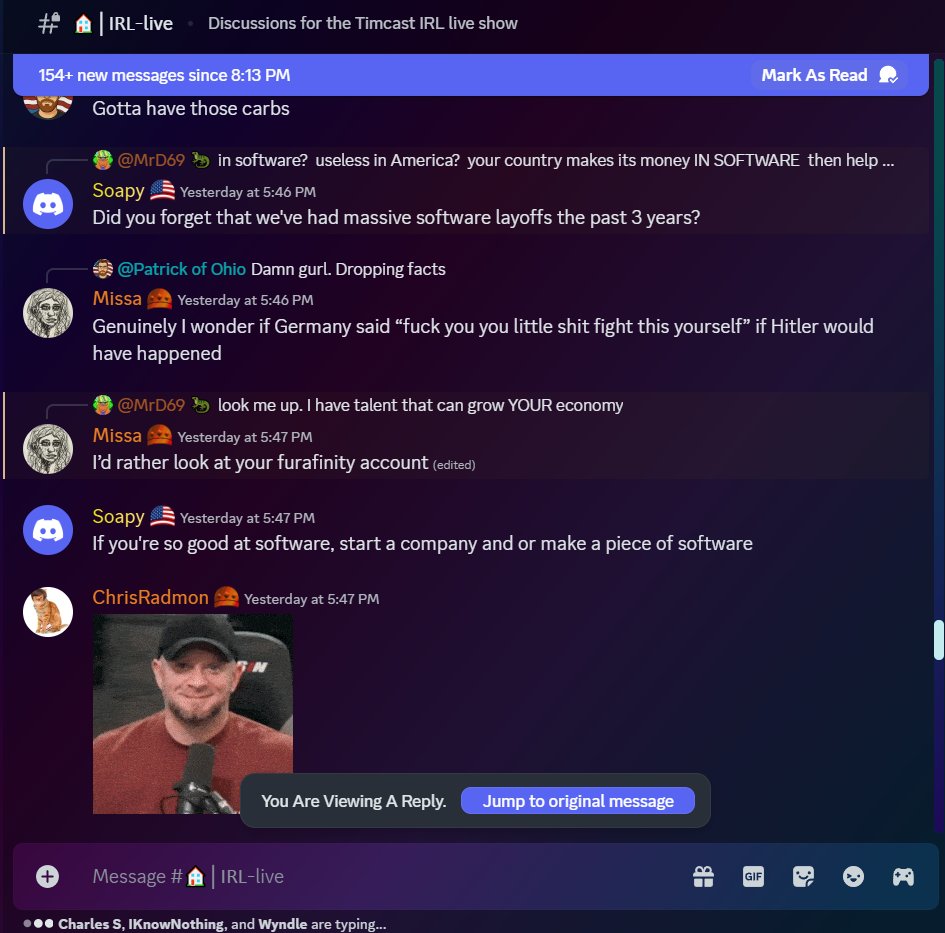 IRL-live Discussions for the Timcast IRL live show
154+ new messages since 8:13 PM Mark As Read
Gotta have those carbs
@MrD69 in software? useless in America? your country makes its money IN SOFTWARE then help ...
Soapy Yesterday at 5:46 PM
Did you forget that we've had massive software layoffs the past 3 years?
@Patrick of Ohio Damn gurl. Dropping facts
Missa Yesterday at 5:46 PM
Genuinely I wonder if Germany said “fuck you you little shit fight this yourself” if Hitler would
have happened
@MrD69 look me up. I have talent that can grow YOUR economy
Missa Yesterday at 5:47 PM
I’d rather look at your furafinity account (edited)
Soapy Yesterday at 5:47 PM
If you're so good at software, start a company and or make a piece of software
ChrisRadmon Yesterday at 5:47 PM
You Are Viewing A Reply. Jump to original message
Message # | IRL-live
GIF
Charles S, IKnowNothing, and Wyndle are typing...